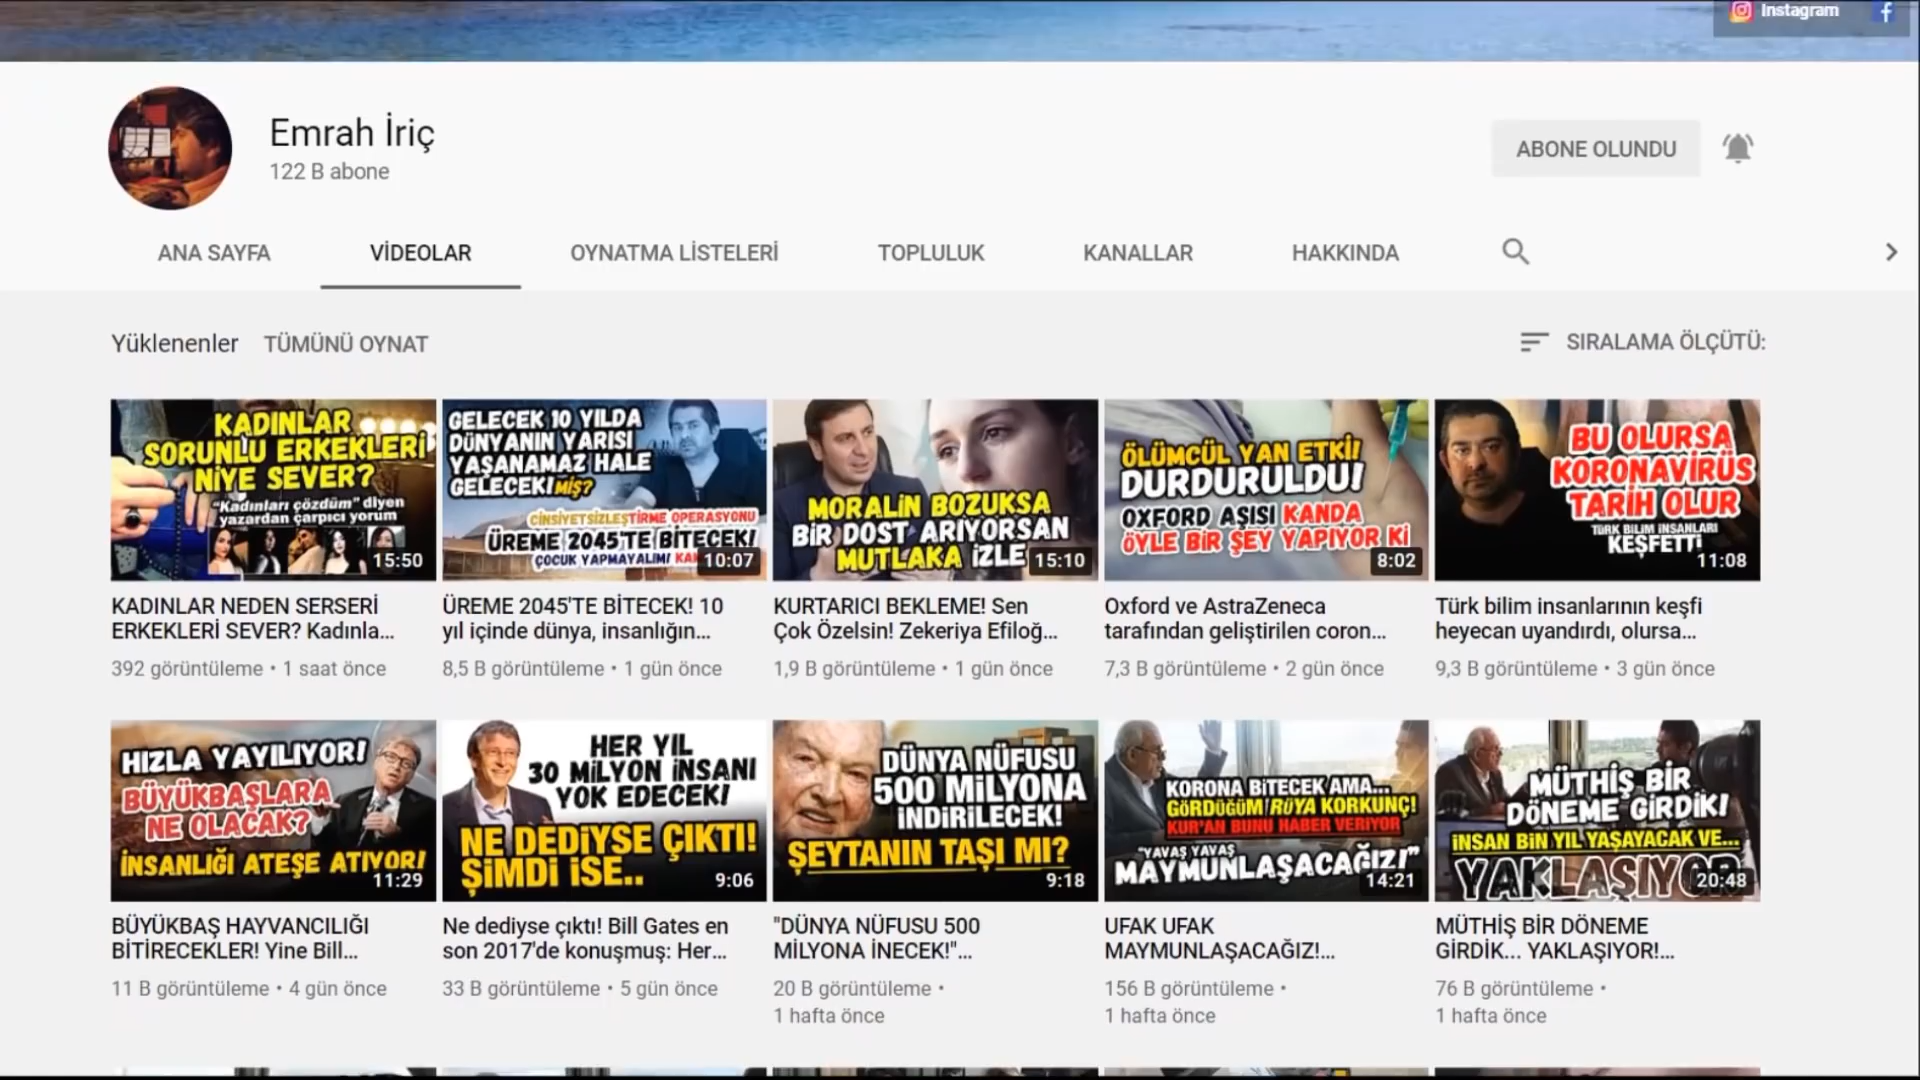 Instagram
Emrah İriç
122 B abone
ABONE OLUNDU
ANA SAYFA
VİDEOLAR
OYNATMA LİSTELERİ
TOPLULUK
KANALLAR
HAKKINDA
Yüklenenler
TÜMÜNÜ OYNAT
SIRALAMA ÖLÇÜTÜ:
KADINLAR
SORUNLU ERKEKLERİ
NİYE SEVER?
"Kadınları çözdüm" diyen
yazardan çarpıcı yorum
15:50
KADINLAR NEDEN SERSERİ
ERKEKLERİ SEVER? Kadınla...
392 görüntüleme • 1 saat önce
GELECEK 10 YILDA
DÜNYANIN YARISI
YAŞANAMAZ HALE
GELECEK!MİŞ?
CİNSİYETSİZLEŞTİRME OPERASYONU
ÜREME 2045'TE BİTECEK!
ÇOCUK YAPMAYALIM!
10:07
ÜREME 2045'TE BİTECEK! 10
yıl içinde dünya, insanlığın...
8,5 B görüntüleme • 1 gün önce
MORALİN BOZUKSA
BİR DOST ARIYORSAN
MUTLAKA İZLE
15:10
KURTARICI BEKLEME! Sen
Çok Özelsin! Zekeriya Efiloğ...
1,9 B görüntüleme • 1 gün önce
ÖLÜMCÜL YAN ETKİ!
DURDURULDU!
OXFORD AŞISI KANDA
ÖYLE BİR ŞEY YAPIYOR Kİ
8:02
Oxford ve AstraZeneca
tarafından geliştirilen coron...
7,3 B görüntüleme • 2 gün önce
BU OLURSA
KORONAVİRÜS
TARİH OLUR
TÜRK BİLİM İNSANLARI
KEŞFETTİ
11:08
Türk bilim insanlarının keşfi
heyecan uyandırdı, olursa...
9,3 B görüntüleme • 3 gün önce
HIZLA YAYILIYOR!
BÜYÜKBAŞLARA
NE OLACAK?
İNSANLIĞI ATEŞE ATIYOR!
11:29
BÜYÜKBAŞ HAYVANCILIĞI
BİTİRECEKLER! Yine Bill...
11 B görüntüleme • 4 gün önce
HER YIL
30 MİLYON İNSANI
YOK EDECEK!
NE DEDİYSE ÇIKTI!
ŞİMDİ İSE..
9:06
Ne dediyse çıktı! Bill Gates en
son 2017'de konuşmuş: Her...
33 B görüntüleme • 5 gün önce
DÜNYA NÜFUSU
500 MİLYONA
İNDİRİLECEK!
ŞEYTANIN TAŞI MI?
9:18
"DÜNYA NÜFUSU 500
MİLYONA İNECEK!"...
20 B görüntüleme •
1 hafta önce
KORONA BİTECEK AMA...
GÖRDÜĞÜM RÜYA KORKUNÇ!
KUR'AN BUNU HABER VERİYOR
"YAVAŞ YAVAŞ
MAYMUNLAŞACAĞIZ!"
14:21
UFAK UFAK
MAYMUNLAŞACAĞIZ!...
156 B görüntüleme •
1 hafta önce
MÜTHİŞ BİR
DÖNEME GİRDİK!
İNSAN BİN YIL YAŞAYACAK VE...
YAKLAŞIYOR
20:48
MÜTHİŞ BİR DÖNEME
GİRDİK... YAKLAŞIYOR!...
76 B görüntüleme •
1 hafta önce